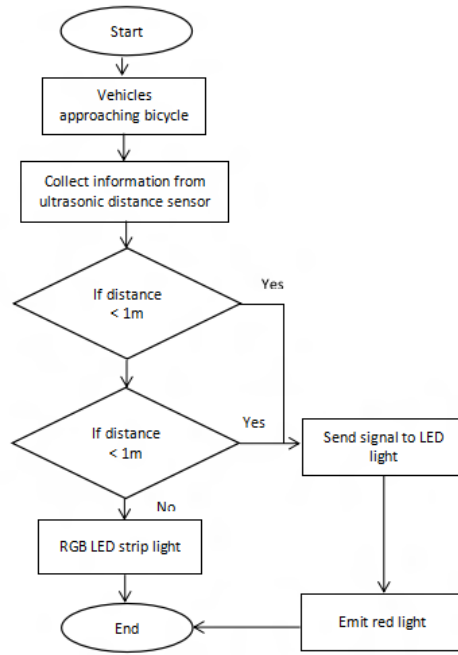 Start
Vehicles
approaching bicycle
Collect information from
ultrasonic distance sensor
If distance
< 1m
Yes
If distance
< 1m
Yes
Send signal to LED
light
No
RGB LED strip light
Emit red light
End